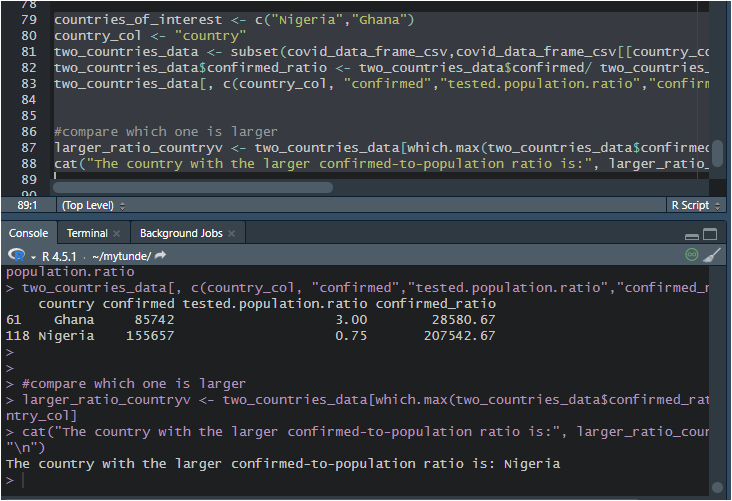 78
79 countries_of_interest <- c("Nigeria","Ghana")
80 country_col <- "country"
81 two_countries_data <- subset(covid_data_frame_csv,covid_data_frame_csv[[country_co
82 two_countries_data$confirmed_ratio <- two_countries_data$confirmed/ two_countries_
83 two_countries_data[, c(country_col, "confirmed","tested.population.ratio","confirm
84
85
86 #compare which one is larger
87 larger_ratio_countryv <- two_countries_data[which.max(two_countries_data$confirmed
88 cat("The country with the larger confirmed-to-population ratio is:", larger_ratio_
89
90
89:1 (Top Level) R Script
Console Terminal Background Jobs
R 4.5.1 · ~/mytunde/
population.ratio
> two_countries_data[, c(country_col, "confirmed","tested.population.ratio","confirmed_r
country confirmed tested.population.ratio confirmed_ratio
61 Ghana 85742 3.00 28580.67
118 Nigeria 155657 0.75 207542.67
>
>
> #compare which one is larger
> larger_ratio_countryv <- two_countries_data[which.max(two_countries_data$confirmed_rat
ntry_col]
> cat("The country with the larger confirmed-to-population ratio is:", larger_ratio_coun
"\n")
The country with the larger confirmed-to-population ratio is: Nigeria
>